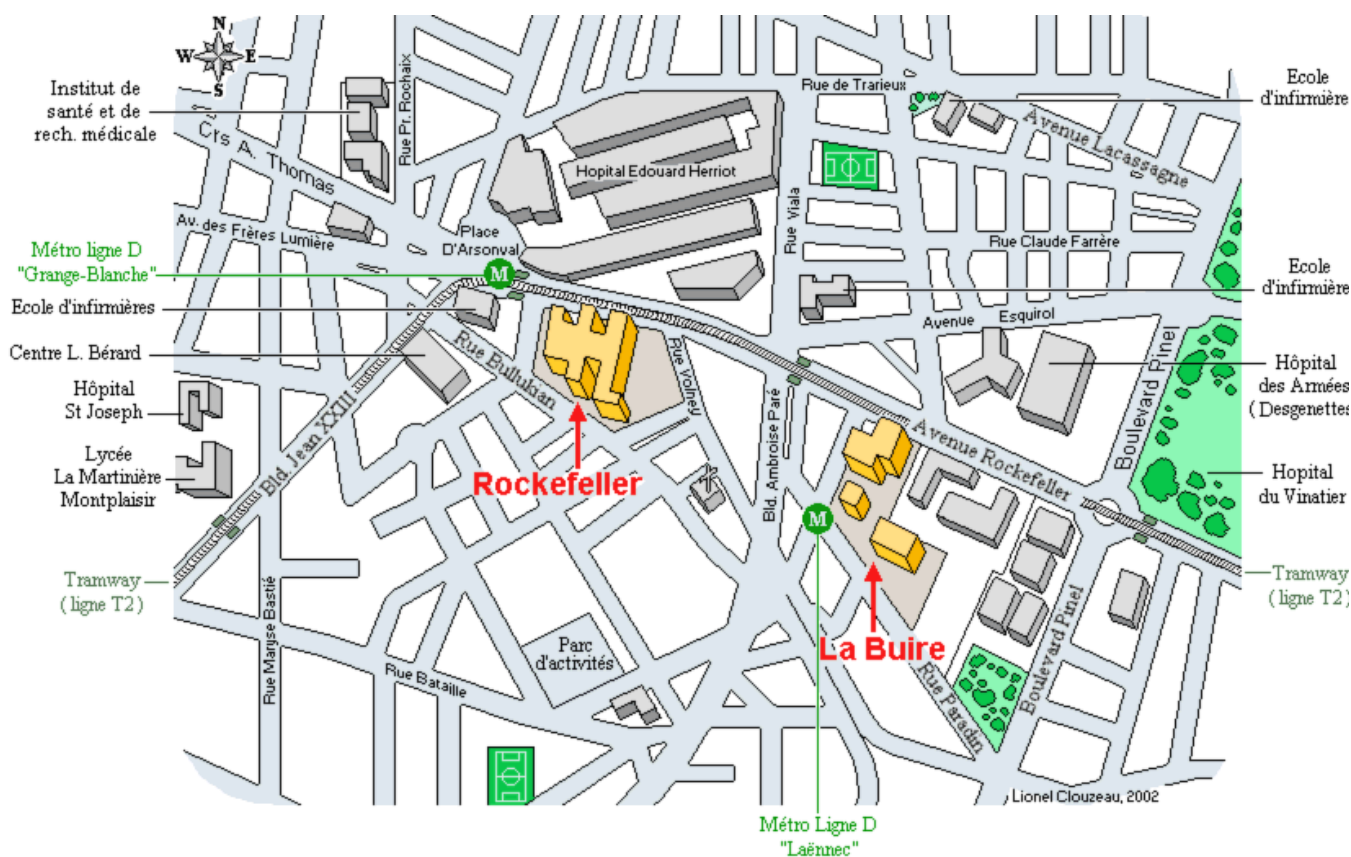 N
W E
S
Institut de
santé et de
rech. médicale
Crs A. Thomas
Rue Pr. Rochaix
Av. des Frères Lumière
Place
D'Arsonval
Hopital Edouard Herriot
Rue de Trarieux
Rue Viala
Ecole
d'infirmière
Avenue Lacassagne
Rue Claude Farrère
Métro ligne D
"Grange-Blanche"
M
Ecole d'infirmières
Centre L. Bérard
Hôpital
St Joseph
Lycée
La Martinière
Montplaisir
Bld. Jean XXIII
Rue Bullukian
Rue Volney
Rockefeller
Bld. Ambroise Paré
Avenue Esquirol
Ecole
d'infirmière
Boulevard Pinel
Hôpital
des Armées
( Desgenettes
Avenue Rockefeller
Hopital
du Vinatier
M
Tramway
( ligne T2 )
Tramway
( ligne T2 )
La Buire
Rue Maryse Bastié
Rue Bataille
Parc
d'activités
Rue Paradin
Boulevard Pinel
Lionel Clouzeau, 2002
Métro Ligne D
"Laënnec"